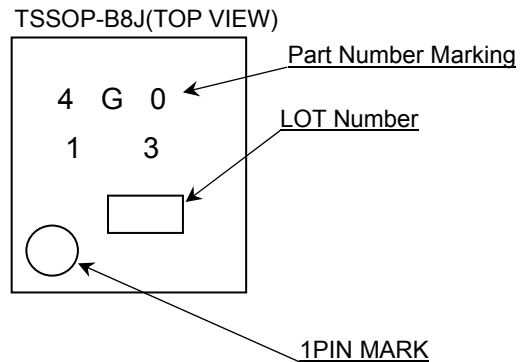 TSSOP-B8J(TOP VIEW)
Part Number Marking
4 G 0
LOT Number
1 3
1PIN MARK